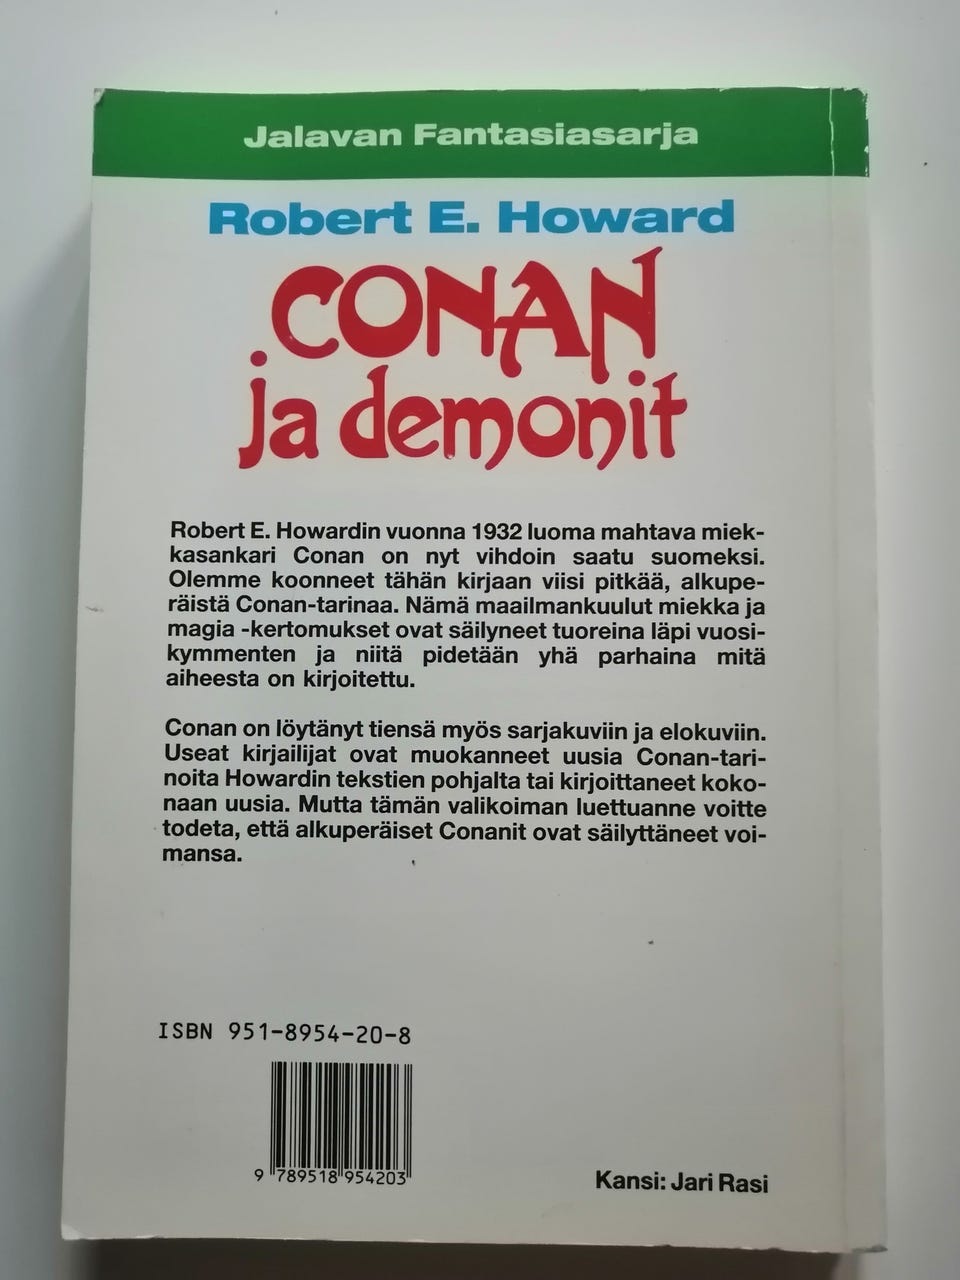 Jalavan Fantasiasarja
Robert E. Howard
CONAN
ja demonit
Robert E. Howardin vuonna 1932 luoma mahtava miek-
kasankari Conan on nyt vihdoin saatu suomeksi.
Olemme koonneet tähän kirjaan viisi pitkää, alkupe-
räistä Conan-tarinaa. Nämä maailmankuulut miekka ja
magia -kertomukset ovat säilyneet tuoreina läpi vuosi-
kymmenten ja niitä pidetään yhä parhaina mitä
aiheesta on kirjoitettu.
Conan on löytänyt tiensä myös sarjakuviin ja elokuviin.
Useat kirjailijat ovat muokanneet uusia Conan-tari-
noita Howardin tekstien pohjalta tai kirjoittaneet koko-
naan uusia. Mutta tämän valikoiman luettuanne voitte
todeta, että alkuperäiset Conanit ovat säilyttäneet voi-
mansa.
ISBN 951-8954-20-8
9 789518 954203
Kansi: Jari Rasi